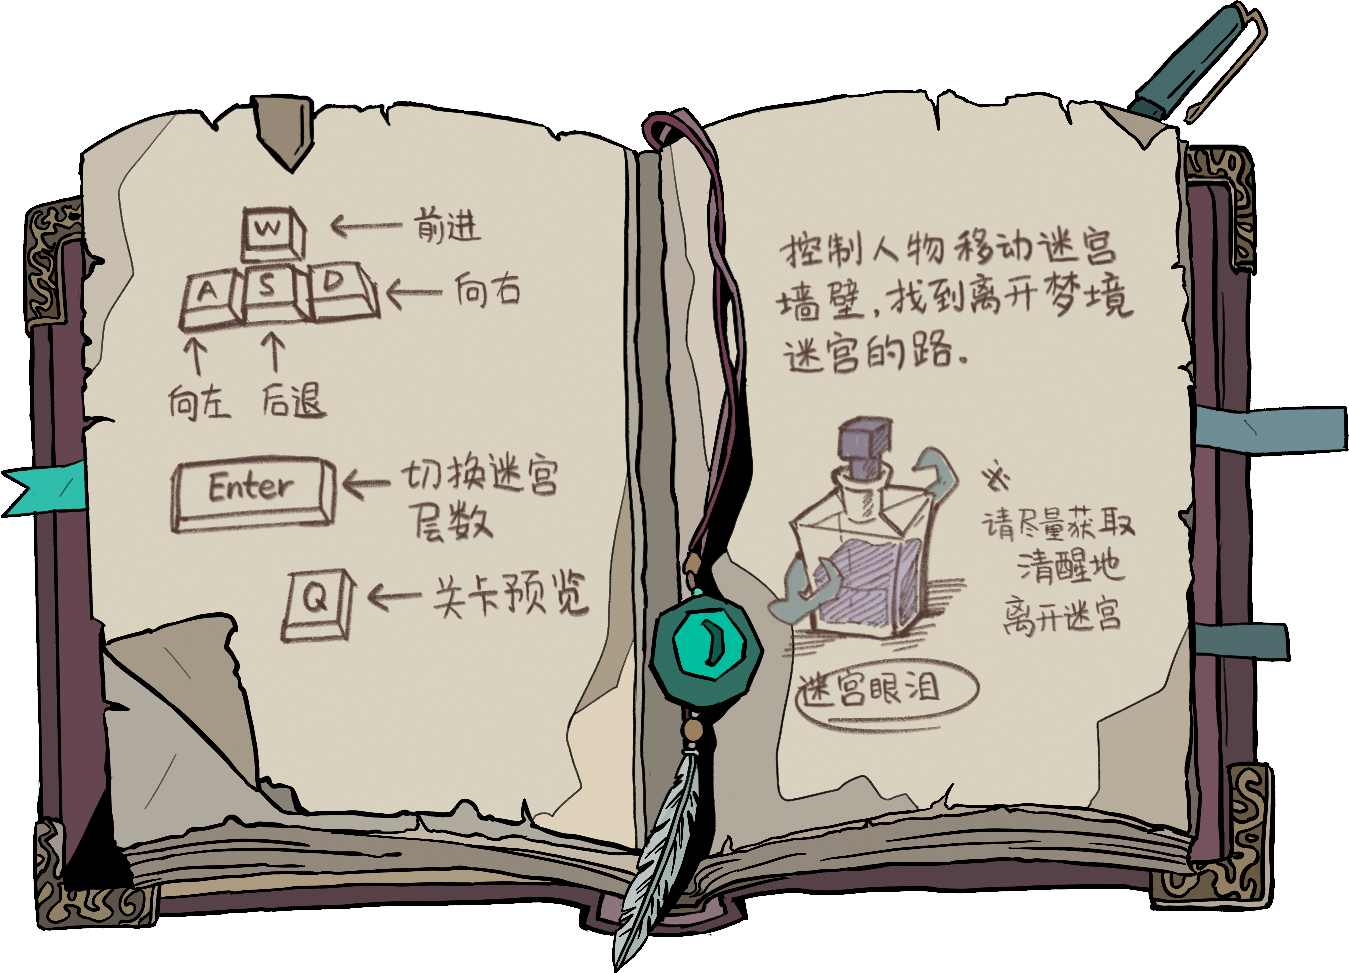 W
前进
A S D
向右
向左 后退
Enter
切换迷宫
层数
Q
关卡预览
控制人物移动迷宫
墙壁,找到离开梦境
迷宫的路。
※
请尽量获取
清醒地
离开迷宫
迷宫眼泪